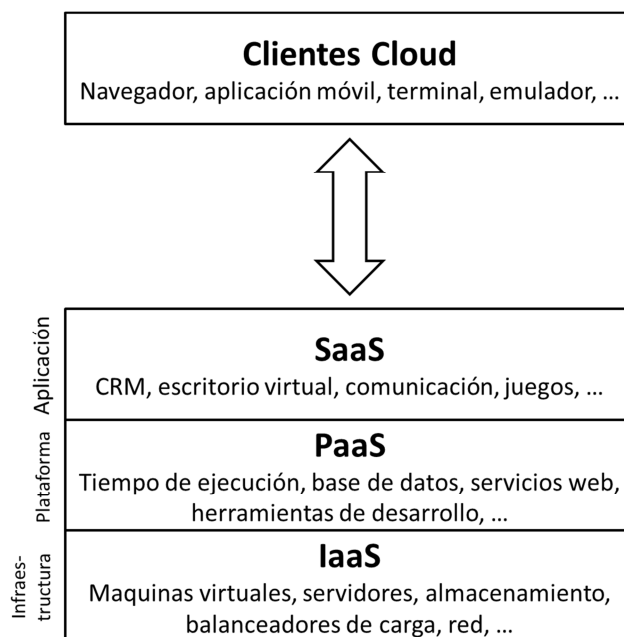 Clientes Cloud
Navegador, aplicación móvil, terminal, emulador, ...
Aplicación
SaaS
CRM, escritorio virtual, comunicación, juegos, ...
Plataforma
PaaS
Tiempo de ejecución, base de datos, servicios web,
herramientas de desarrollo, ...
Infraes-
tructura
IaaS
Maquinas virtuales, servidores, almacenamiento,
balanceadores de carga, red, ...